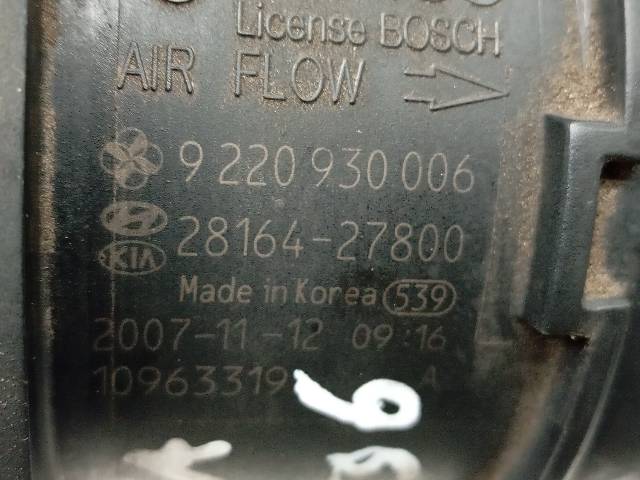 License BOSCH
AIR FLOW
9 220 930 006
28164-27800
KIA
Made in Korea 539
2007-11-12 09:16
10963319 A